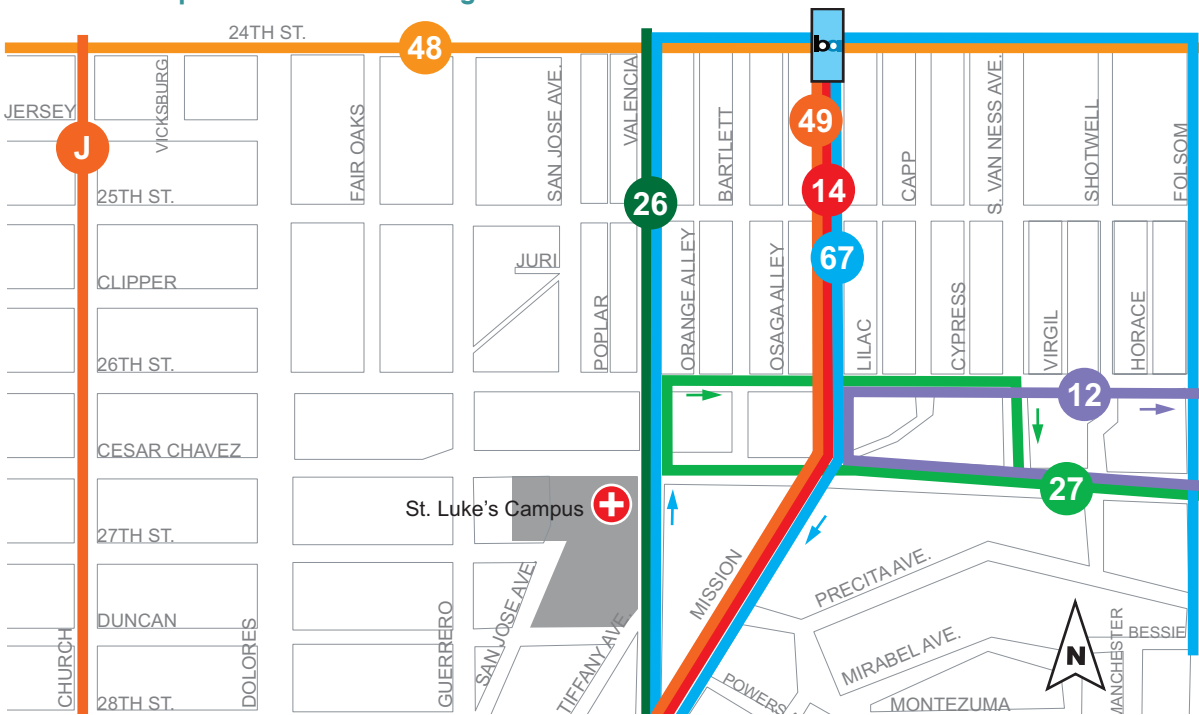 24TH ST.
48
ba
JERSEY
VICKSBURG
FAIR OAKS
SAN JOSE AVE.
VALENCIA
BARTLETT
49
CAPP
S. VAN NESS AVE.
SHOTWELL
FOLSOM
J
25TH ST.
26
14
67
CLIPPER
JURI
POPLAR
ORANGE ALLEY
OSAGA ALLEY
LILAC
CYPRESS
VIRGIL
HORACE
26TH ST.
12
CESAR CHAVEZ
27
St. Luke's Campus
27TH ST.
MISSION
PRECITA AVE.
DUNCAN
CHURCH
DOLORES
GUERRERO
SAN JOSE AVE.
TIFFANY AVE.
MIRABEL AVE.
N
MANCHESTER
BESSIE
28TH ST.
POWERS
MONTEZUMA